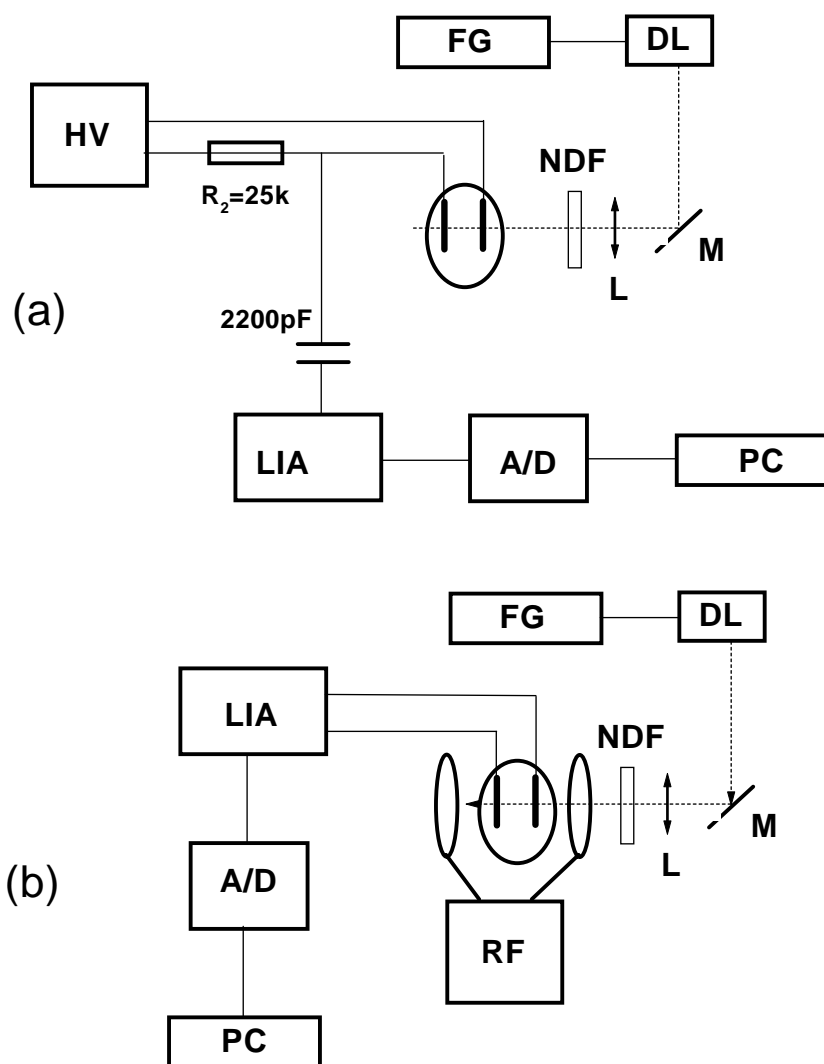 FG
DL
HV
R₂=25k
NDF
M
L
(a)
2200pF
LIA
A/D
PC
FG
DL
LIA
NDF
M
L
(b)
A/D
RF
PC